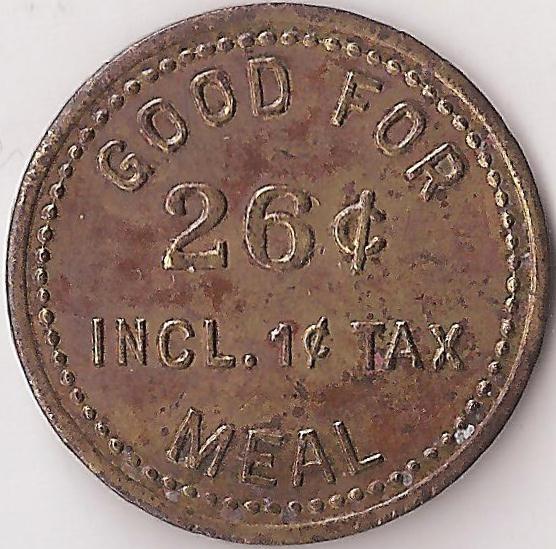 GOOD FOR
26¢
INCL. 1¢ TAX
MEAL